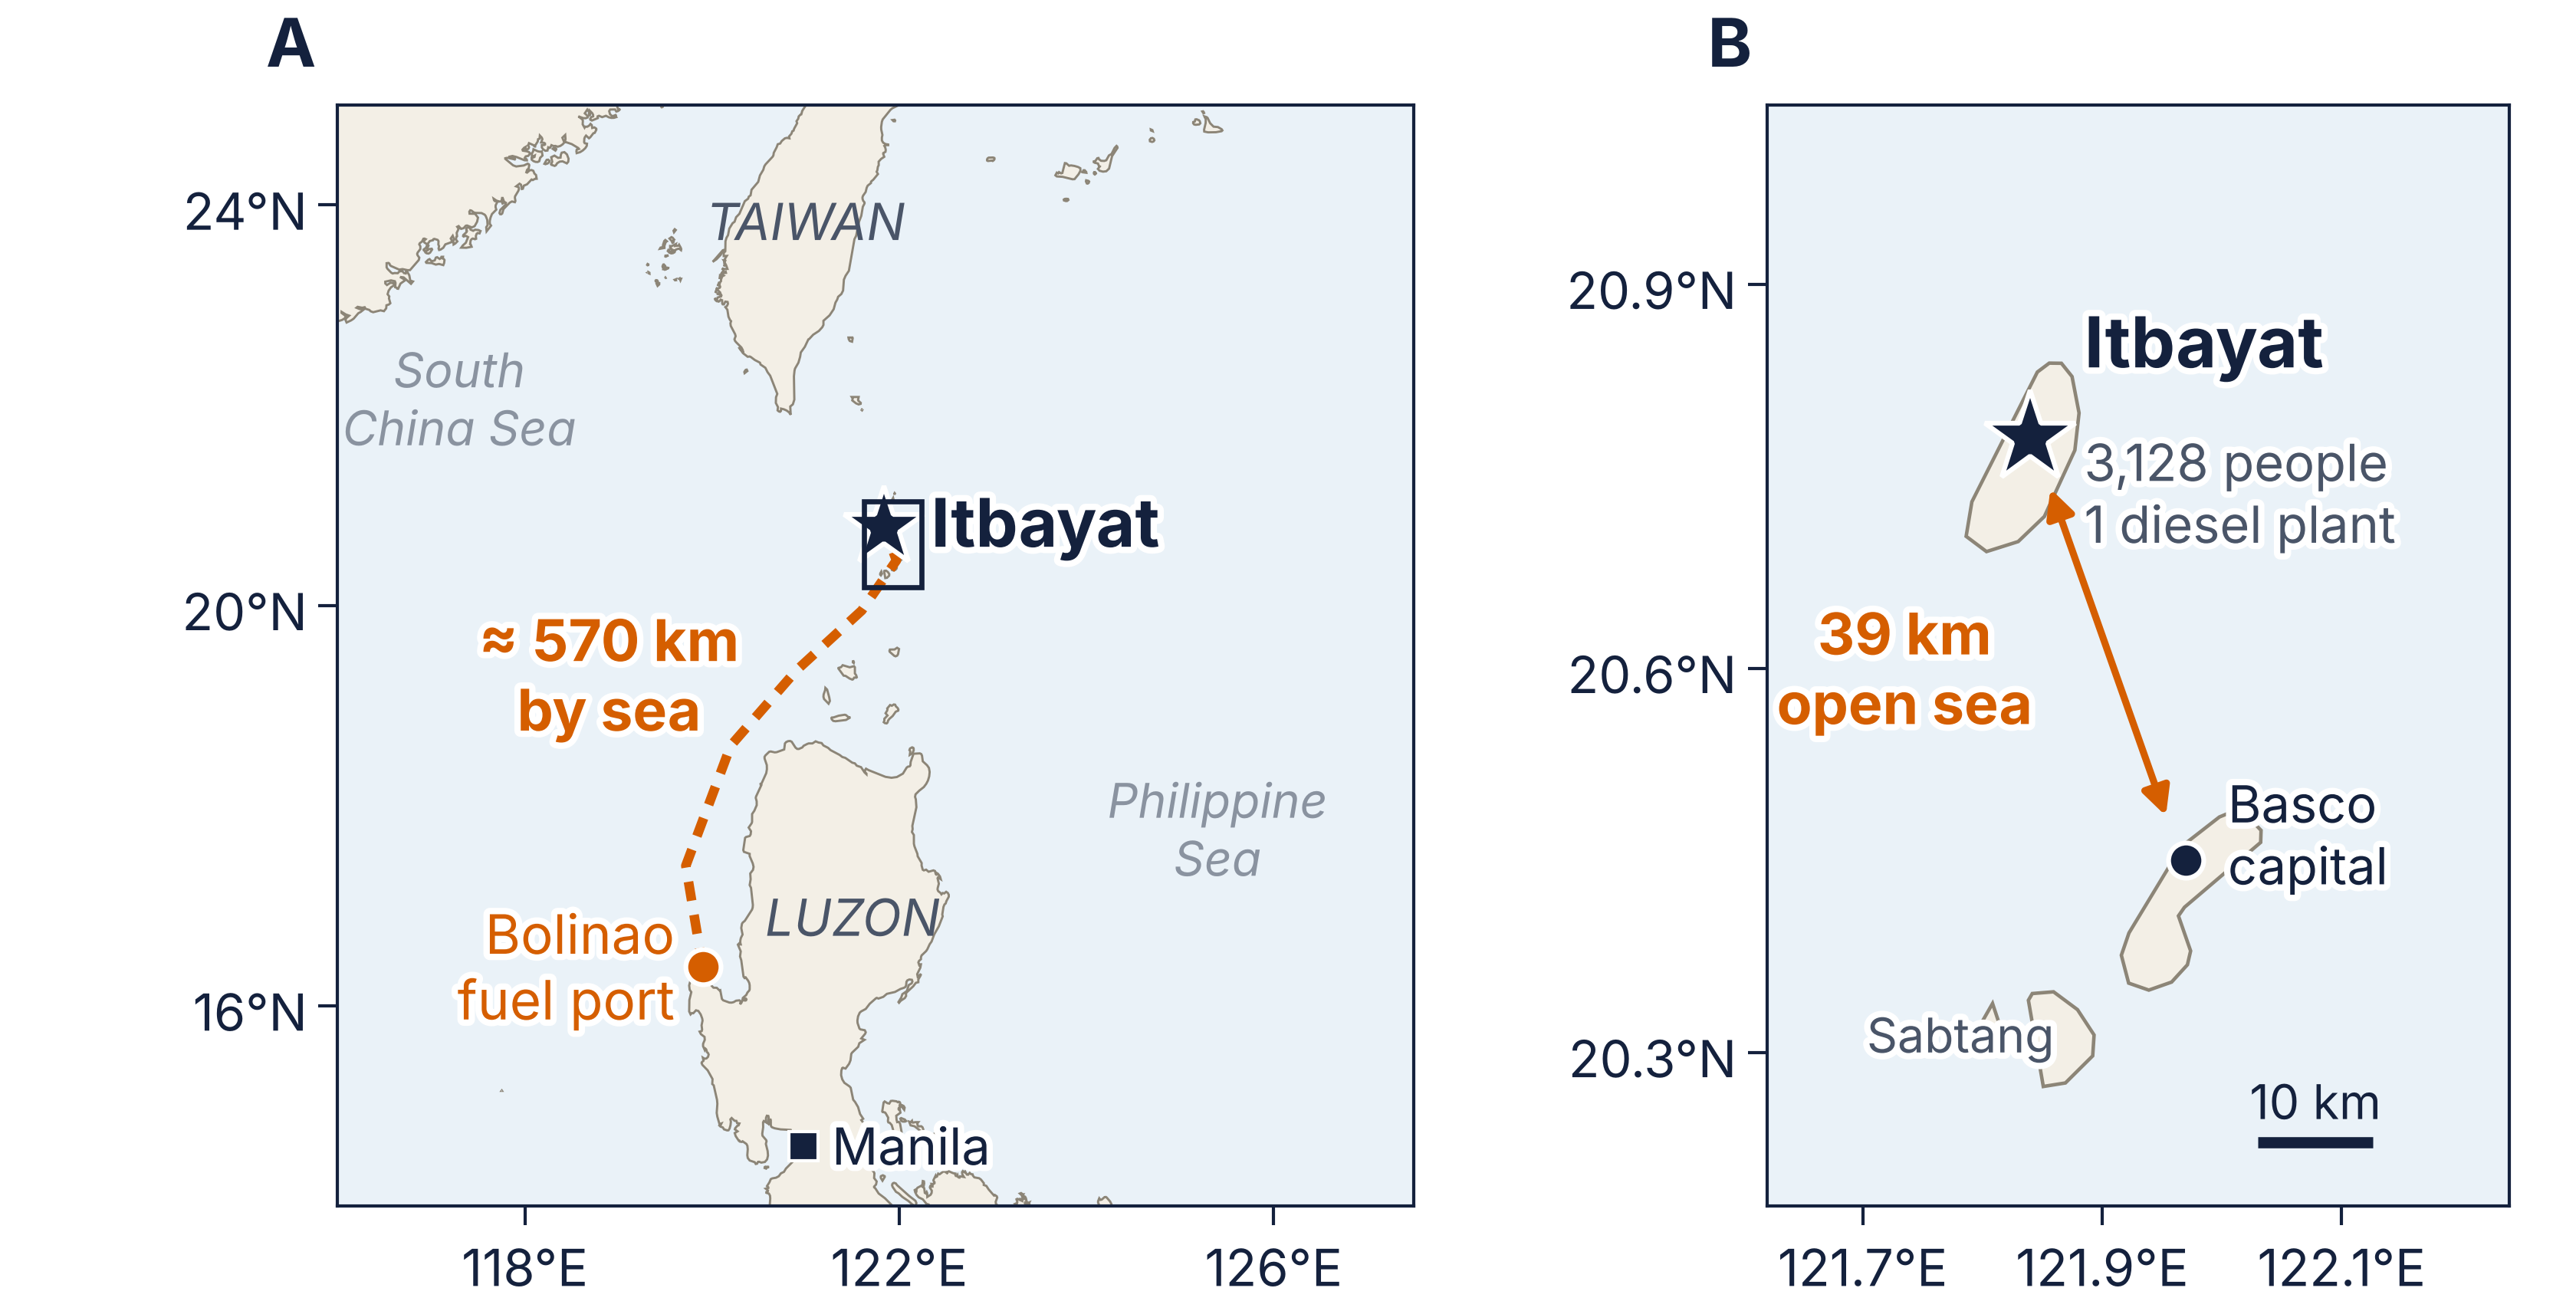 A
24°N
20°N
16°N
118°E
122°E
126°E
TAIWAN
South
China Sea
Itbayat
≈ 570 km
by sea
Philippine
Sea
LUZON
Bolinao
fuel port
Manila
B
20.9°N
20.6°N
20.3°N
121.7°E
121.9°E
122.1°E
Itbayat
3,128 people
1 diesel plant
39 km
open sea
Basco
capital
Sabtang
10 km